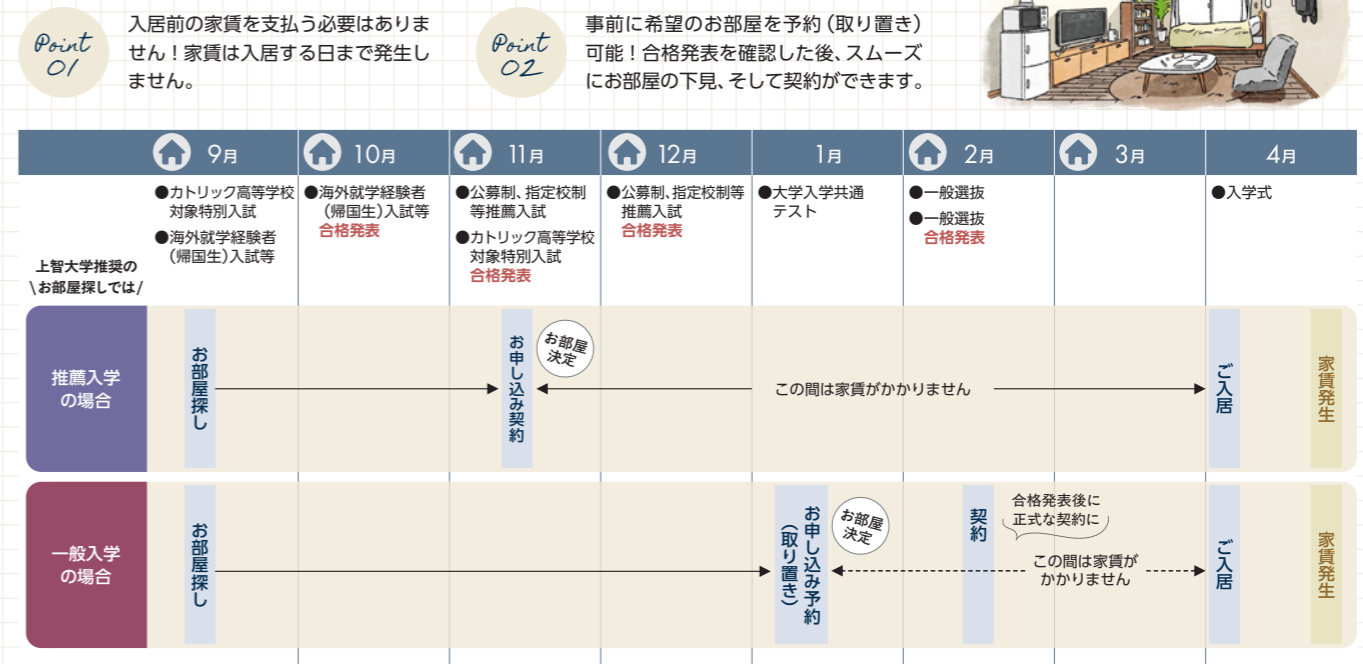 Point
01
入居前の家賃を支払う必要はありま
せん！家賃は入居する日まで発生し
ません。
Point
02
事前に希望のお部屋を予約（取り置き）
可能！合格発表を確認した後、スムーズ
にお部屋の下見、そして契約ができます。
9月
10月
11月
12月
1月
2月
3月
4月
●カトリック高等学校
対象特別入試
●海外就学経験者
（帰国生）入試等
●海外就学経験者
（帰国生）入試等
合格発表
●公募制、指定校制
等推薦入試
●カトリック高等学校
対象特別入試
合格発表
●公募制、指定校制等
推薦入試
合格発表
●大学入学共通
テスト
●一般選抜
●一般選抜
合格発表
●入学式
上智大学推奨の
\お部屋探しでは/
推薦入学
の場合
お部屋探し
お申し込み契約
お部屋
決定
この間は家賃がかかりません
ご入居
家賃発生
一般入学
の場合
お部屋探し
お申し込み予約
（取り置き）
お部屋
決定
契約
合格発表後に
正式な契約に
この間は家賃が
かかりません
ご入居
家賃発生